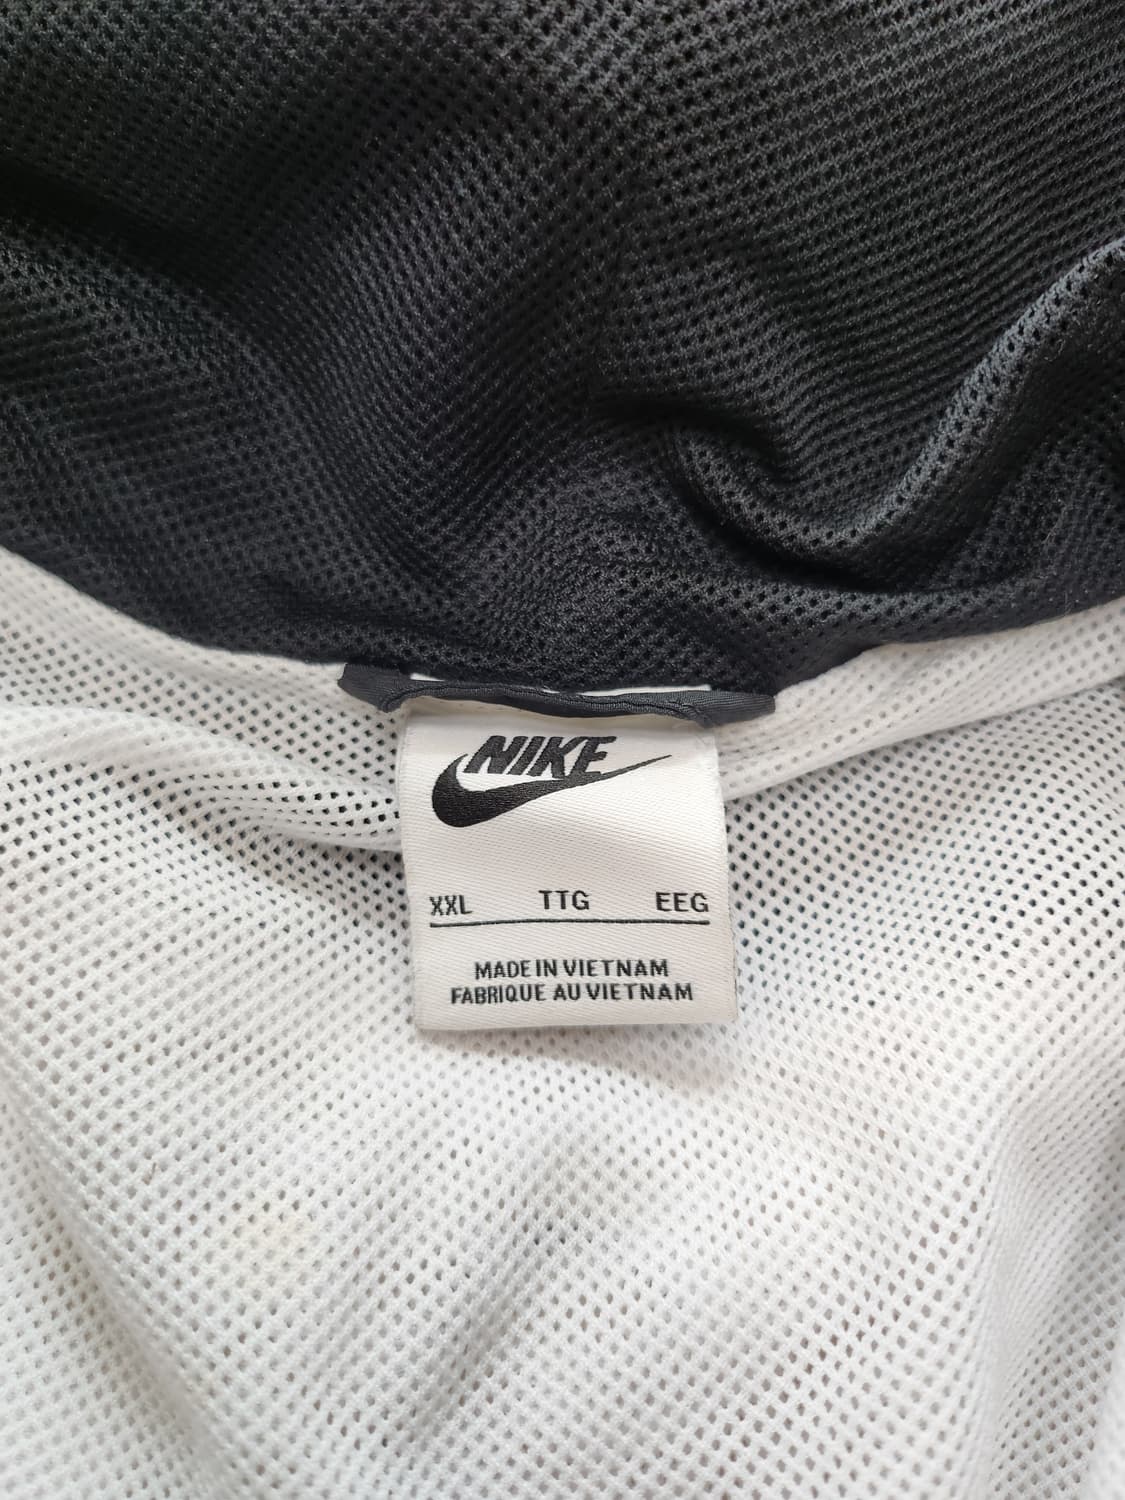 NIKE
XXL TTG EEG
MADE IN VIETNAM
FABRIQUE AU VIETNAM